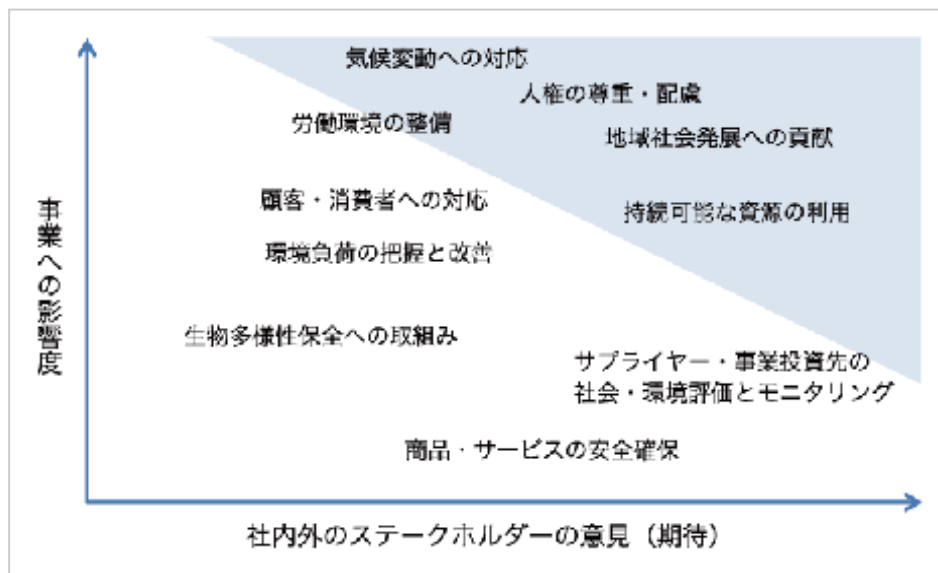 気候変動への対応
人権の尊重・配慮
労働環境の整備
地域社会発展への貢献
顧客・消費者への対応
持続可能な資源の利用
環境負荷の把握と改善
生物多様性保全への取組み
サプライヤー・事業投資先の
社会・環境評価とモニタリング
商品・サービスの安全確保
事業への影響度
社内外のステークホルダーの意見（期待）